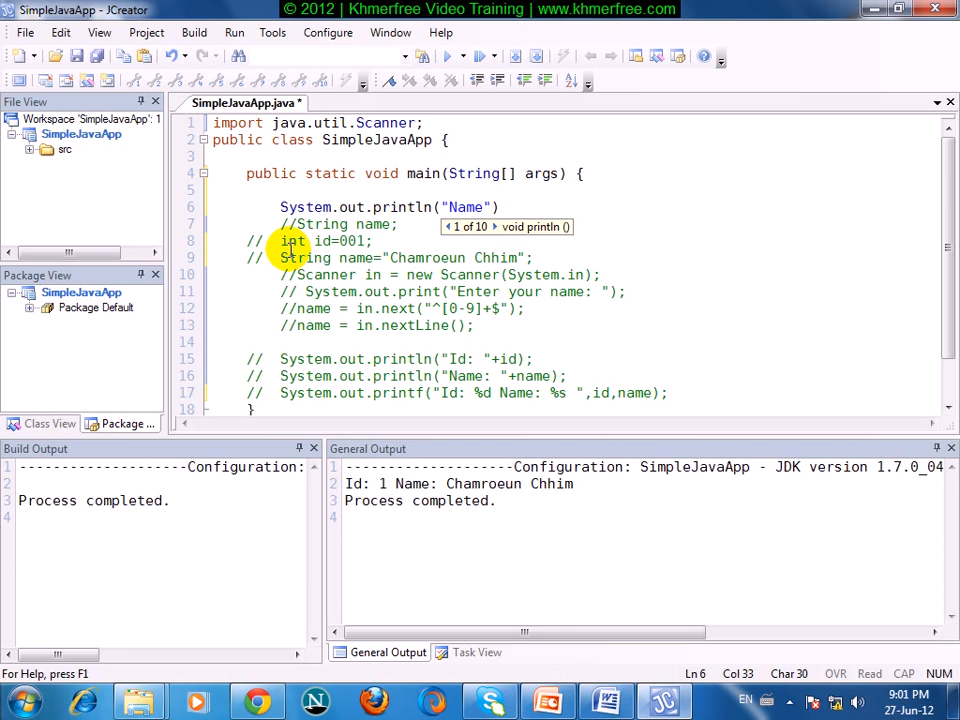 SimpleJavaApp - JCreator
© 2012 | Khmerfree Video Training | www.khmerfree.com
File Edit View Project Build Run Tools Configure Window Help
File View
SimpleJavaApp.java *
Workspace 'SimpleJavaApp': 1
SimpleJavaApp
src
Package View
SimpleJavaApp
Package Default
Class View
Package ...
1 import java.util.Scanner;
2 public class SimpleJavaApp {
3
4 public static void main(String[] args) {
5
6 System.out.println("Name")
7 //String name;
1 of 10 void println ()
8 // int id=001;
9 // String name="Chamroeun Chhim";
10 //Scanner in = new Scanner(System.in);
11 // System.out.print("Enter your name: ");
12 //name = in.next("^[0-9]+$");
13 //name = in.nextLine();
14
15 // System.out.println("Id: "+id);
16 // System.out.println("Name: "+name);
17 // System.out.printf("Id: %d Name: %s ",id,name);
18 }
Build Output
1 --------------------Configuration:
2
3 Process completed.
4
General Output
1 --------------------Configuration: SimpleJavaApp - JDK version 1.7.0_04
2 Id: 1 Name: Chamroeun Chhim
3 Process completed.
4
General Output
Task View
For Help, press F1
Ln 6 Col 33 Char 30 OVR Read CAP NUM
EN
9:01 PM
27-Jun-12